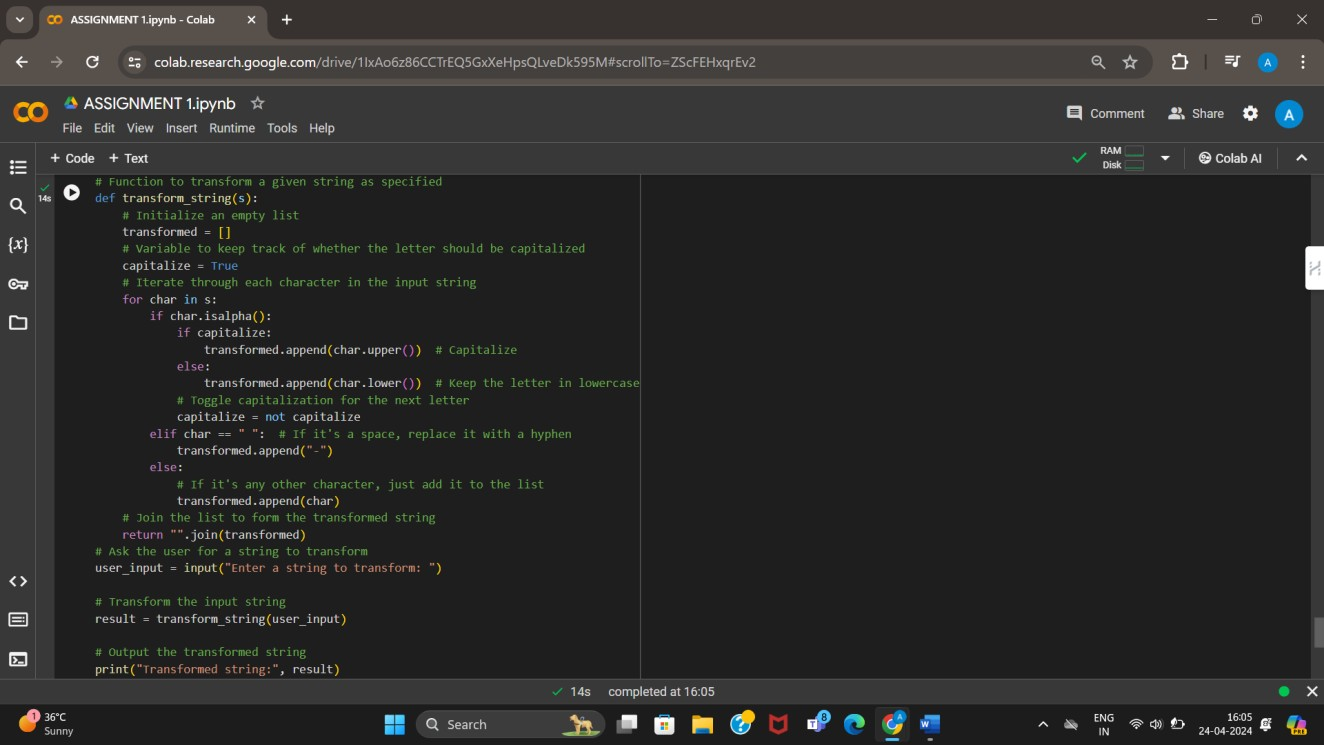 ASSIGNMENT 1.ipynb - Colab
colab.research.google.com/drive/1IxAo6z86CCTrEQ5GxXeHpsQLveDk595M#scrollTo=ZScFEHxqrEv2
A
ASSIGNMENT 1.ipynb
Comment Share A
File Edit View Insert Runtime Tools Help
+ Code + Text
RAM
Disk
Colab AI
14s
# Function to transform a given string as specified
def transform_string(s):
    # Initialize an empty list
    transformed = []
    # Variable to keep track of whether the letter should be capitalized
    capitalize = True
    # Iterate through each character in the input string
    for char in s:
        if char.isalpha():
            if capitalize:
                transformed.append(char.upper())  # Capitalize
            else:
                transformed.append(char.lower())  # Keep the letter in lowercase
            # Toggle capitalization for the next letter
            capitalize = not capitalize
        elif char == " ":  # If it's a space, replace it with a hyphen
            transformed.append("-")
        else:
            # If it's any other character, just add it to the list
            transformed.append(char)
    # Join the list to form the transformed string
    return "".join(transformed)
# Ask the user for a string to transform
user_input = input("Enter a string to transform: ")
# Transform the input string
result = transform_string(user_input)
# Output the transformed string
print("Transformed string:", result)
14s completed at 16:05
1
36°C
Sunny
Search
8
ENG
IN
16:05
24-04-2024
PRE